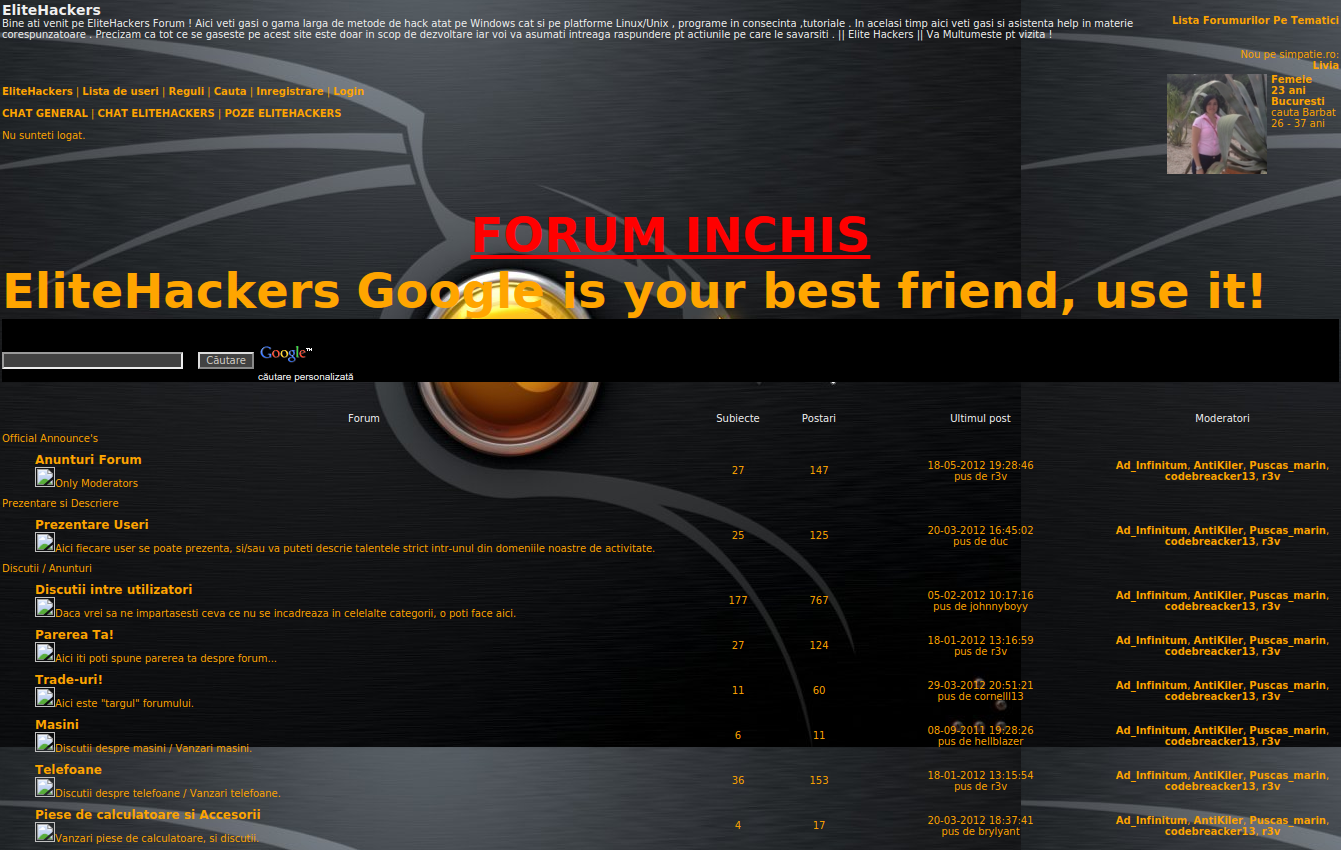 EliteHackers
Bine ati venit pe EliteHackers Forum ! Aici veti gasi o gama larga de metode de hack atat pe Windows cat si pe platforme Linux/Unix , programe in consecinta ,tutoriale . In acelasi timp aici veti gasi si asistenta help in materie
corespunzatoare . Precizam ca tot ce se gaseste pe acest site este doar in scop de dezvoltare iar voi va asumati intreaga raspundere pt actiunile pe care le savarsiti . || Elite Hackers || Va Multumeste pt vizita !
Lista Forumurilor Pe Tematici
Nou pe simpatie.ro:
Livia
Femeie
23 ani
Bucuresti
cauta Barbat
26 - 37 ani
EliteHackers | Lista de useri | Reguli | Cauta | Inregistrare | Login
CHAT GENERAL | CHAT ELITEHACKERS | POZE ELITEHACKERS
Nu sunteti logat.
FORUM INCHIS
EliteHackers Google is your best friend, use it!
Căutare Google™
căutare personalizată
Forum Subiecte Postari Ultimul post Moderatori
Official Announce's
Anunturi Forum
Only Moderators
27 147
18-05-2012 19:28:46
pus de r3v
Ad_Infinitum, AntiKiler, Puscas_marin,
codebreacker13, r3v
Prezentare si Descriere
Prezentare Useri
Aici fiecare user se poate prezenta, si/sau va puteti descrie talentele strict intr-unul din domeniile noastre de activitate.
25 125
20-03-2012 16:45:02
pus de duc
Ad_Infinitum, AntiKiler, Puscas_marin,
codebreacker13, r3v
Discutii / Anunturi
Discutii intre utilizatori
Daca vrei sa ne impartasesti ceva ce nu se incadreaza in celelalte categorii, o poti face aici.
177 767
05-02-2012 10:17:16
pus de johnnyboyy
Ad_Infinitum, AntiKiler, Puscas_marin,
codebreacker13, r3v
Parerea Ta!
Aici iti poti spune parerea ta despre forum...
27 124
18-01-2012 13:16:59
pus de r3v
Ad_Infinitum, AntiKiler, Puscas_marin,
codebreacker13, r3v
Trade-uri!
Aici este "targul" forumului.
11 60
29-03-2012 20:51:21
pus de cornelll13
Ad_Infinitum, AntiKiler, Puscas_marin,
codebreacker13, r3v
Masini
Discutii despre masini / Vanzari masini.
6 11
08-09-2011 19:28:26
pus de hellblazer
Ad_Infinitum, AntiKiler, Puscas_marin,
codebreacker13, r3v
Telefoane
Discutii despre telefoane / Vanzari telefoane.
36 153
18-01-2012 13:15:54
pus de r3v
Ad_Infinitum, AntiKiler, Puscas_marin,
codebreacker13, r3v
Piese de calculatoare si Accesorii
Vanzari piese de calculatoare, si discutii.
4 17
20-03-2012 18:37:41
pus de brylyant
Ad_Infinitum, AntiKiler, Puscas_marin,
codebreacker13, r3v